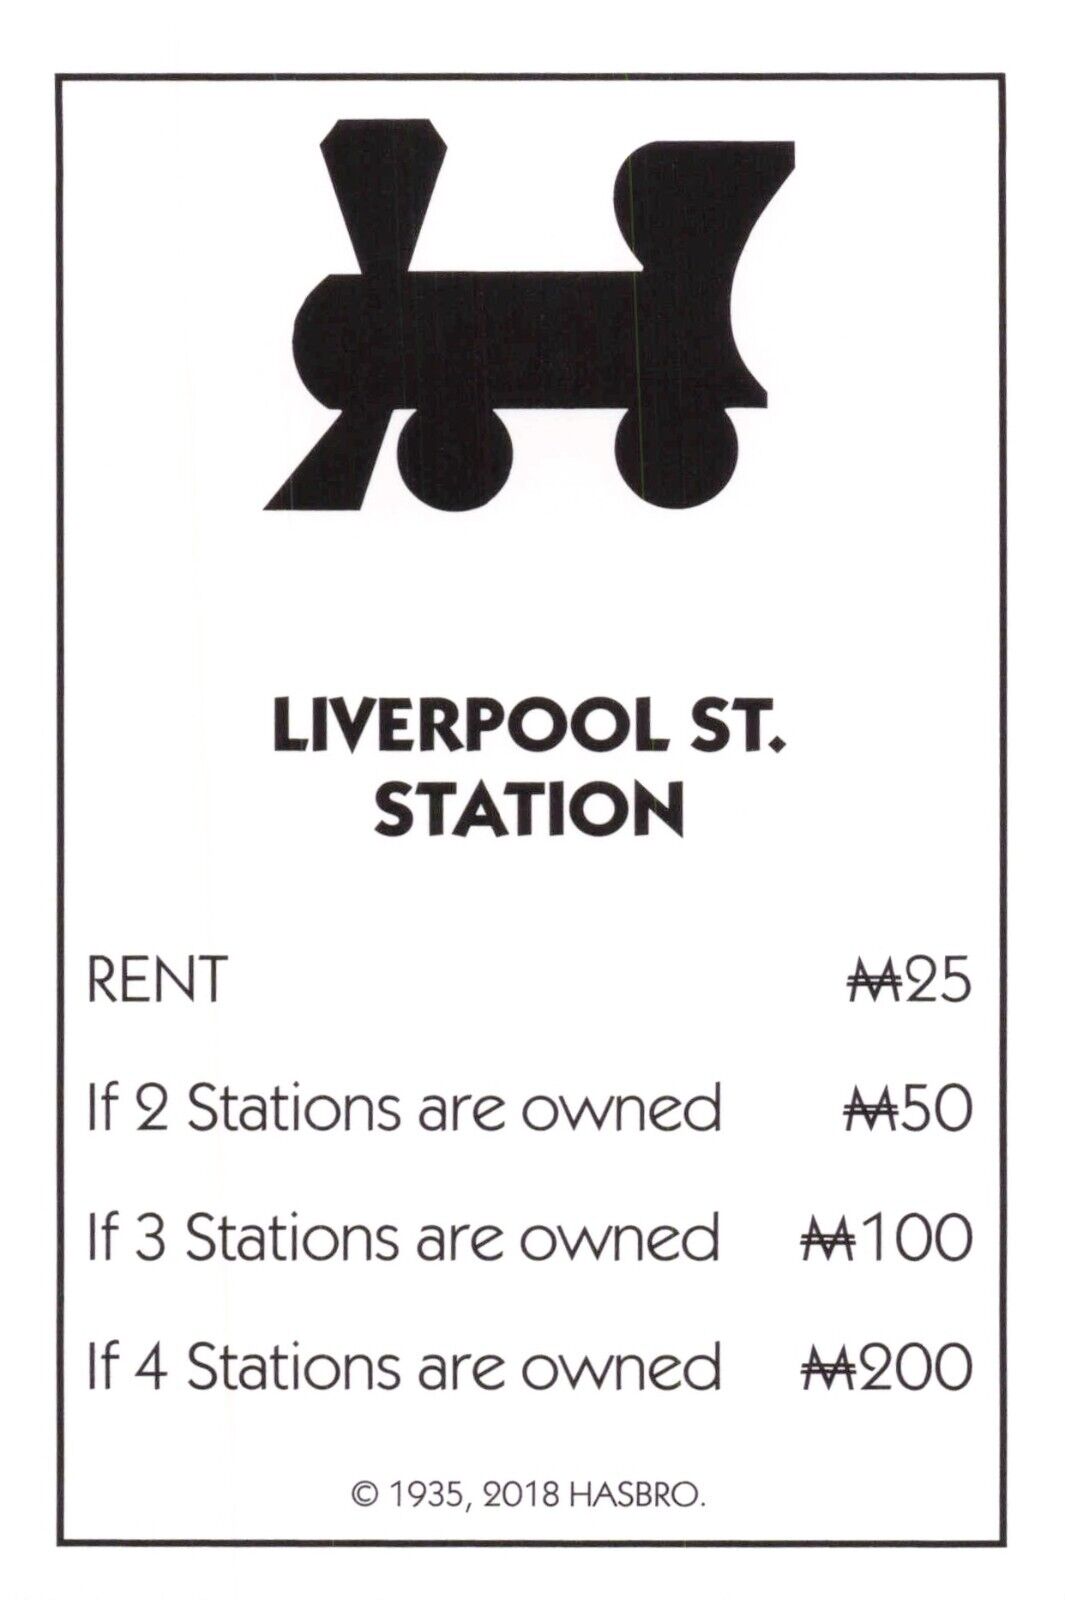 LIVERPOOL ST.
STATION
RENT ₩25
If 2 Stations are owned ₩50
If 3 Stations are owned ₩100
If 4 Stations are owned ₩200
© 1935, 2018 HASBRO.